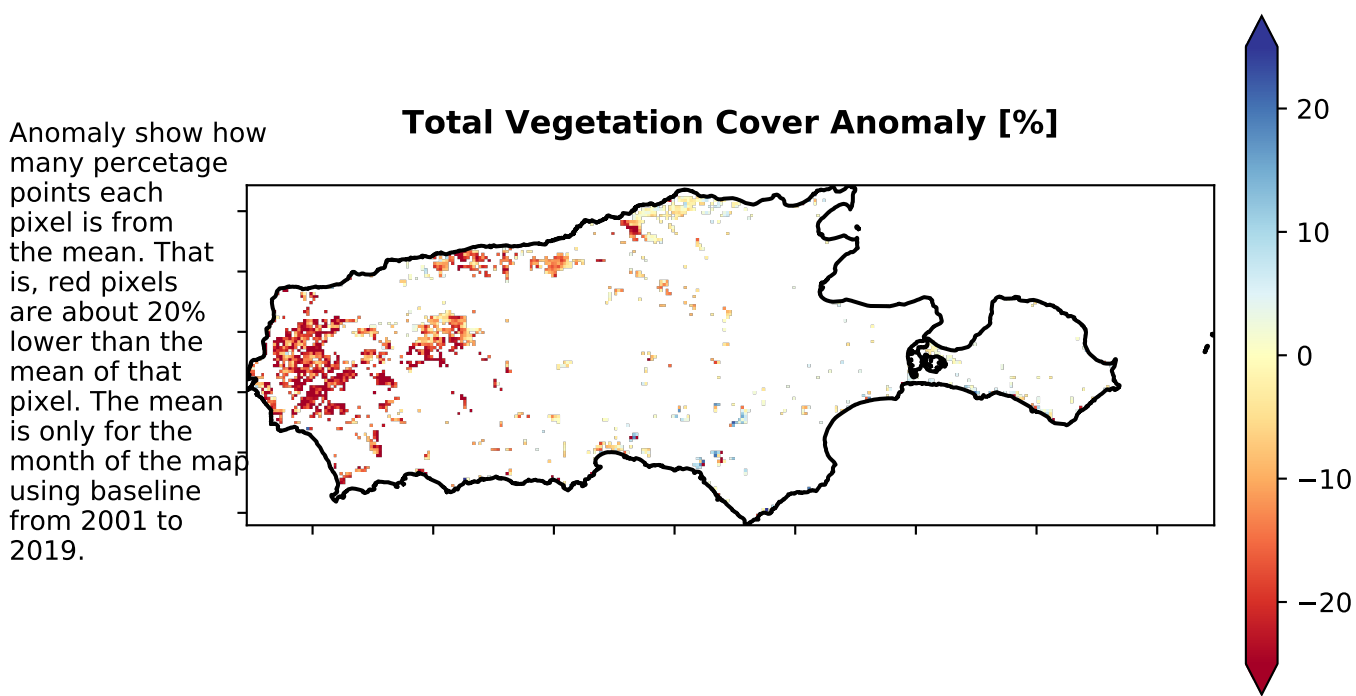 Total Vegetation Cover Anomaly [%]
Anomaly show how
many percetage
points each
pixel is from
the mean. That
is, red pixels
are about 20%
lower than the
mean of that
pixel. The mean
is only for the
month of the map
using baseline
from 2001 to
2019.
20
10
0
−10
−20